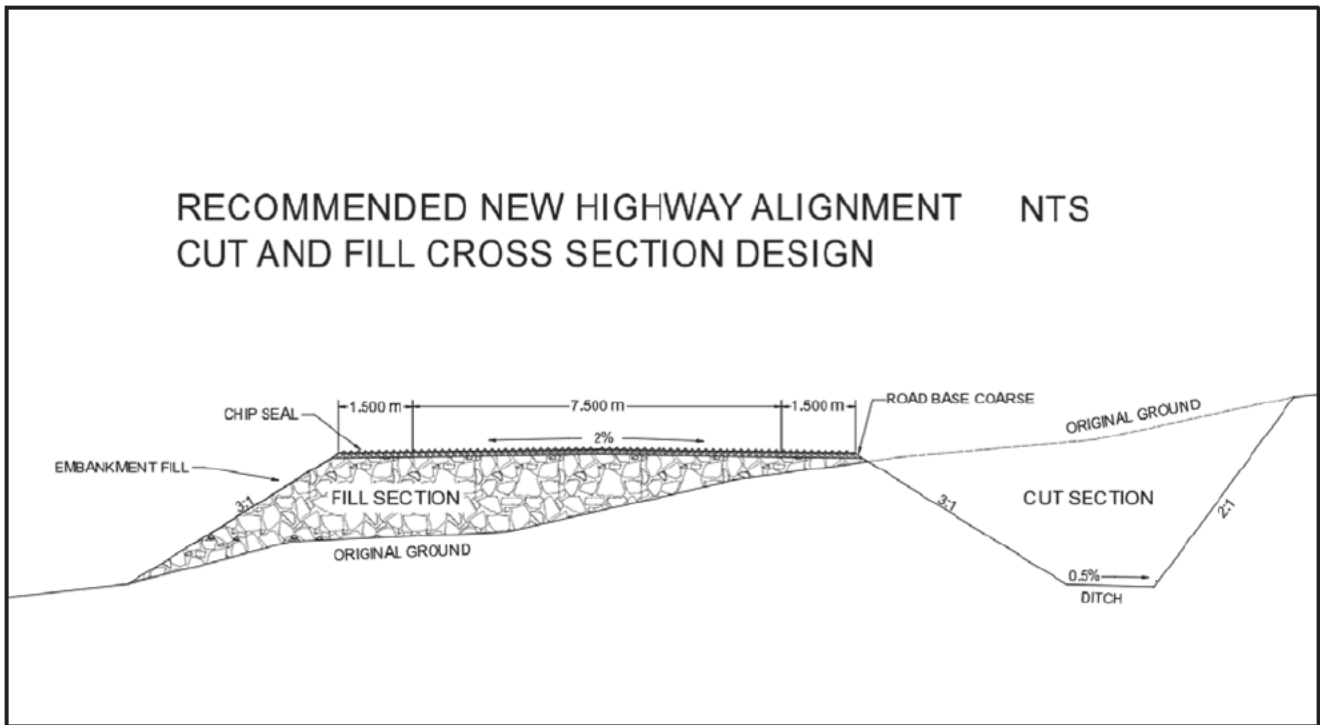 RECOMMENDED NEW HIGHWAY ALIGNMENT NTS
CUT AND FILL CROSS SECTION DESIGN
1.500 m
7.500 m
1.500 m
ROAD BASE COARSE
CHIP SEAL
ORIGINAL GROUND
2%
EMBANKMENT FILL
FILL SECTION
CUT SECTION
3:1
3:1
2:1
ORIGINAL GROUND
0.5%
DITCH